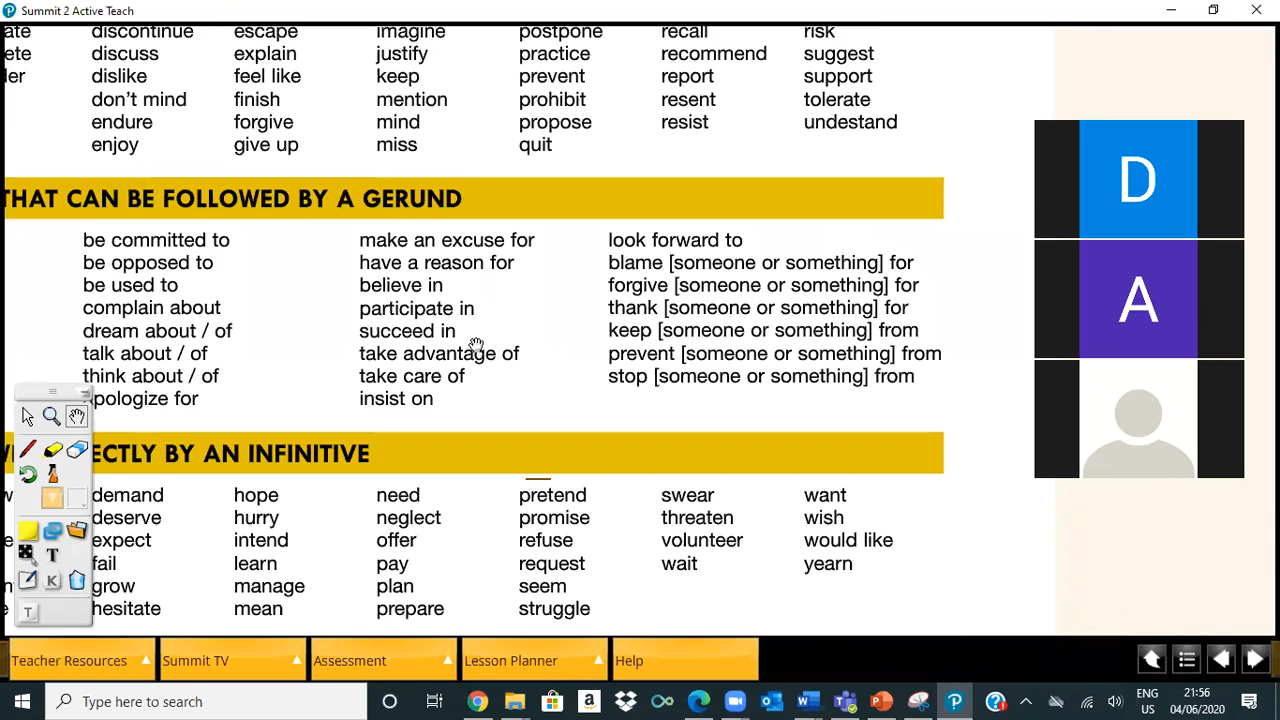 Summit 2 Active Teach
ate discontinue escape imagine postpone recall risk
ete discuss explain justify practice recommend suggest
ler dislike feel like keep prevent report support
don't mind finish mention prohibit resent tolerate
endure forgive mind propose resist undestand
enjoy give up miss quit
THAT CAN BE FOLLOWED BY A GERUND
be committed to make an excuse for look forward to
be opposed to have a reason for blame [someone or something] for
be used to believe in forgive [someone or something] for
complain about participate in thank [someone or something] for
dream about / of succeed in keep [someone or something] from
talk about / of take advantage of prevent [someone or something] from
think about / of take care of stop [someone or something] from
apologize for insist on
ECTLY BY AN INFINITIVE
demand hope need pretend swear want
deserve hurry neglect promise threaten wish
expect intend offer refuse volunteer would like
fail learn pay request wait yearn
grow manage plan seem
hesitate mean prepare struggle
D
A
T
K
T
Teacher Resources Summit TV Assessment Lesson Planner Help
Type here to search
ENG 21:56
US 04/06/2020